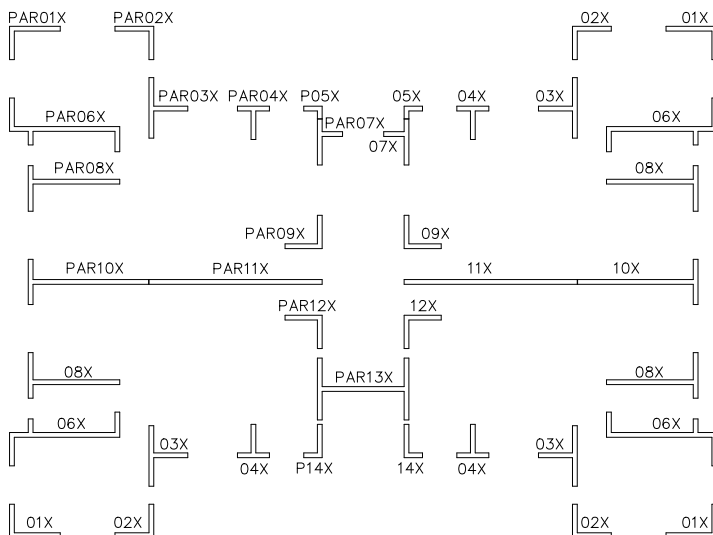 PAR01X PAR02X 02X 01X
PAR03X PAR04X P05X 05X 04X 03X
PAR06X PAR07X 06X
07X
PAR08X 08X
PAR09X 09X
PAR10X PAR11X 11X 10X
PAR12X 12X
08X PAR13X 08X
06X 06X
03X 03X
04X P14X 14X 04X
01X 02X 02X 01X